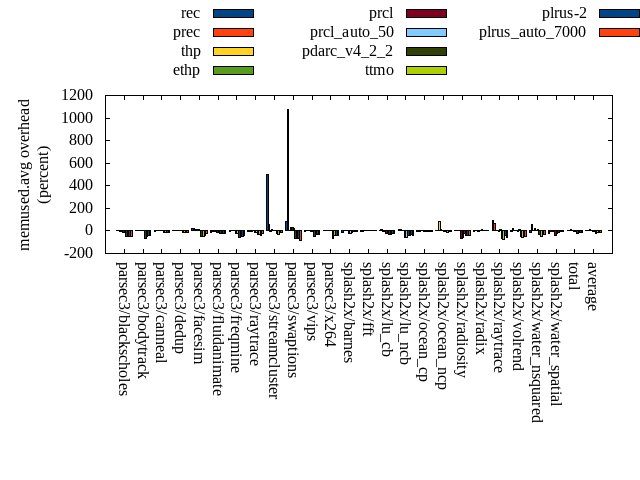 rec
prec
thp
ethp
prcl
prcl_auto_50
pdarc_v4_2_2
ttmo
plrus-2
plrus_auto_7000
memused.avg overhead
(percent)
1200
1000
800
600
400
200
0
-200
parsec3/blackscholes
parsec3/bodytrack
parsec3/canneal
parsec3/dedup
parsec3/facesim
parsec3/fluidanimate
parsec3/freqmine
parsec3/raytrace
parsec3/streamcluster
parsec3/swaptions
parsec3/vips
parsec3/x264
splash2x/barnes
splash2x/fft
splash2x/lu_cb
splash2x/lu_ncb
splash2x/ocean_cp
splash2x/ocean_ncp
splash2x/radiosity
splash2x/radix
splash2x/raytrace
splash2x/volrend
splash2x/water_nsquared
splash2x/water_spatial
total
average